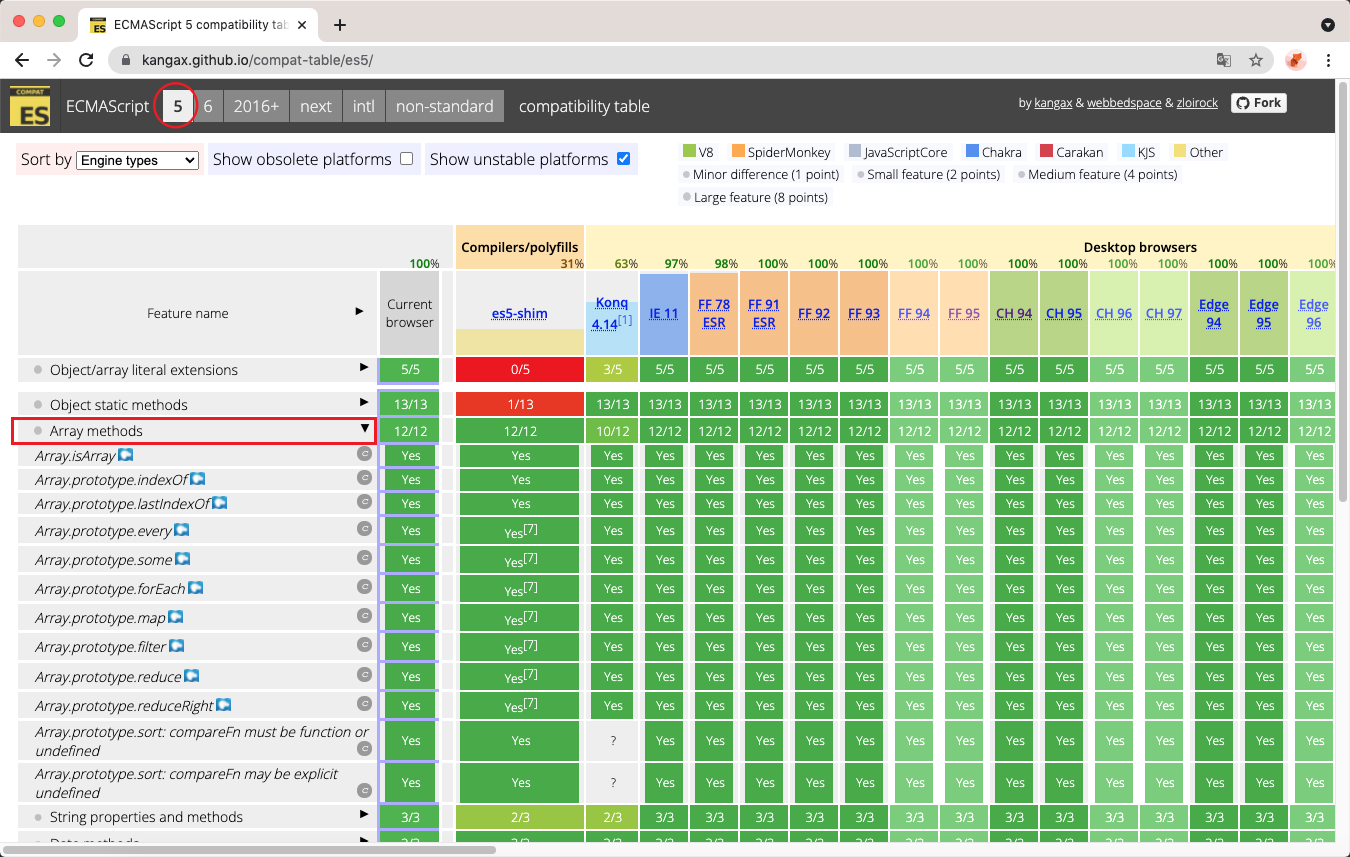 ECMAScript 5 compatibility tab
kangax.github.io/compat-table/es5/
COMPAT
ES
ECMAScript 5 6 2016+ next intl non-standard compatibility table
by kangax & webbedspace & zloirock Fork
Sort by Engine types Show obsolete platforms Show unstable platforms
V8 SpiderMonkey JavaScriptCore Chakra Carakan KJS Other
Minor difference (1 point) Small feature (2 points) Medium feature (4 points)
Large feature (8 points)
Compilers/polyfills Desktop browsers
100% 31% 63% 97% 98% 100% 100% 100% 100% 100% 100% 100% 100% 100% 100% 100% 100%
Feature name ► Current browser es5-shim Konq 4.14[1] IE 11 FF 78 ESR FF 91 ESR FF 92 FF 93 FF 94 FF 95 CH 94 CH 95 CH 96 CH 97 Edge 94 Edge 95 Edge 96
Object/array literal extensions ► 5/5 0/5 3/5 5/5 5/5 5/5 5/5 5/5 5/5 5/5 5/5 5/5 5/5 5/5 5/5 5/5 5/5
Object static methods ► 13/13 1/13 13/13 13/13 13/13 13/13 13/13 13/13 13/13 13/13 13/13 13/13 13/13 13/13 13/13 13/13 13/13
Array methods ▼ 12/12 12/12 10/12 12/12 12/12 12/12 12/12 12/12 12/12 12/12 12/12 12/12 12/12 12/12 12/12 12/12 12/12
Array.isArray c Yes Yes Yes Yes Yes Yes Yes Yes Yes Yes Yes Yes Yes Yes Yes Yes Yes
Array.prototype.indexOf c Yes Yes Yes Yes Yes Yes Yes Yes Yes Yes Yes Yes Yes Yes Yes Yes Yes
Array.prototype.lastIndexOf c Yes Yes Yes Yes Yes Yes Yes Yes Yes Yes Yes Yes Yes Yes Yes Yes Yes
Array.prototype.every c Yes Yes[7] Yes Yes Yes Yes Yes Yes Yes Yes Yes Yes Yes Yes Yes Yes Yes
Array.prototype.some c Yes Yes[7] Yes Yes Yes Yes Yes Yes Yes Yes Yes Yes Yes Yes Yes Yes Yes
Array.prototype.forEach c Yes Yes[7] Yes Yes Yes Yes Yes Yes Yes Yes Yes Yes Yes Yes Yes Yes Yes
Array.prototype.map c Yes Yes[7] Yes Yes Yes Yes Yes Yes Yes Yes Yes Yes Yes Yes Yes Yes Yes
Array.prototype.filter c Yes Yes[7] Yes Yes Yes Yes Yes Yes Yes Yes Yes Yes Yes Yes Yes Yes Yes
Array.prototype.reduce c Yes Yes[7] Yes Yes Yes Yes Yes Yes Yes Yes Yes Yes Yes Yes Yes Yes Yes
Array.prototype.reduceRight c Yes Yes[7] Yes Yes Yes Yes Yes Yes Yes Yes Yes Yes Yes Yes Yes Yes Yes
Array.prototype.sort: compareFn must be function or
undefined c Yes Yes ? Yes Yes Yes Yes Yes Yes Yes Yes Yes Yes Yes Yes Yes Yes
Array.prototype.sort: compareFn may be explicit
undefined c Yes Yes ? Yes Yes Yes Yes Yes Yes Yes Yes Yes Yes Yes Yes Yes Yes
String properties and methods ► 3/3 2/3 2/3 3/3 3/3 3/3 3/3 3/3 3/3 3/3 3/3 3/3 3/3 3/3 3/3 3/3 3/3